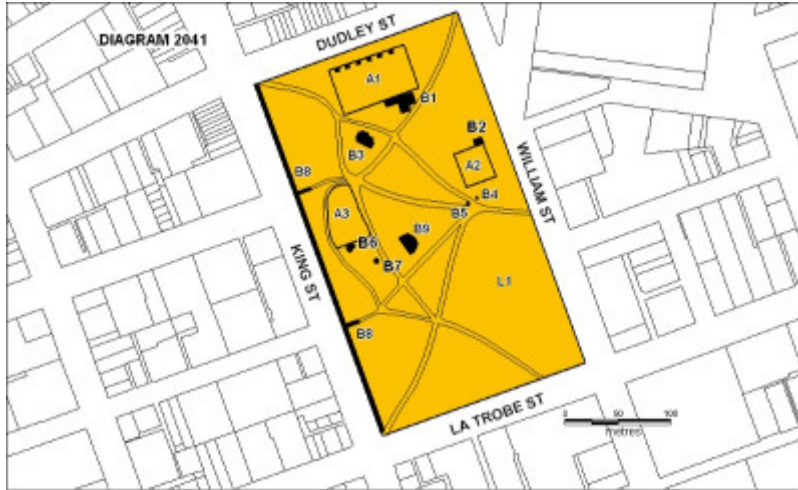 DIAGRAM 2041
DUDLEY ST
A1
B1
B2
B3
A2
B8
B4
B5
WILLIAM ST
A3
B9
B6
B7
KING ST
L1
B8
LA TROBE ST
0 50 100
metres